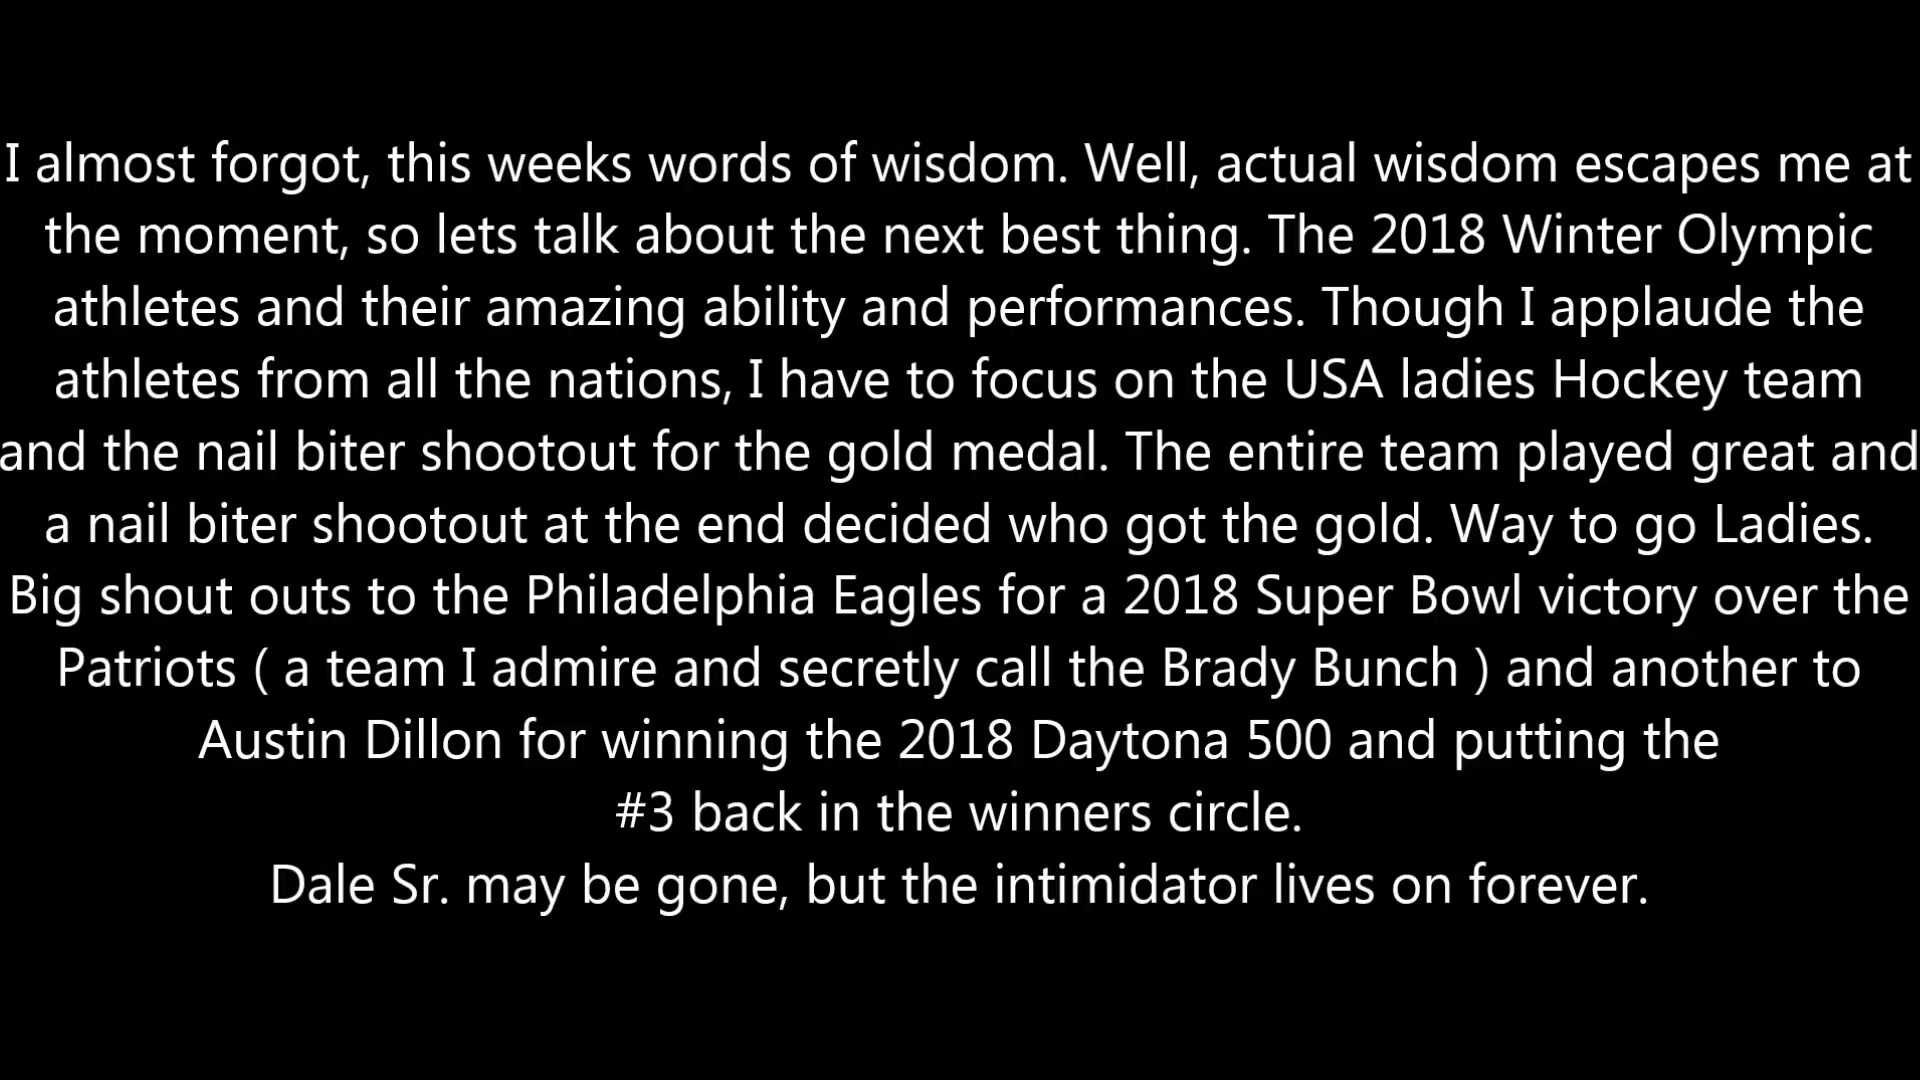 I almost forgot, this weeks words of wisdom. Well, actual wisdom escapes me at
the moment, so lets talk about the next best thing. The 2018 Winter Olympic
athletes and their amazing ability and performances. Though I applaude the
athletes from all the nations, I have to focus on the USA ladies Hockey team
and the nail biter shootout for the gold medal. The entire team played great and
a nail biter shootout at the end decided who got the gold. Way to go Ladies.
Big shout outs to the Philadelphia Eagles for a 2018 Super Bowl victory over the
Patriots ( a team I admire and secretly call the Brady Bunch ) and another to
Austin Dillon for winning the 2018 Daytona 500 and putting the
#3 back in the winners circle.
Dale Sr. may be gone, but the intimidator lives on forever.